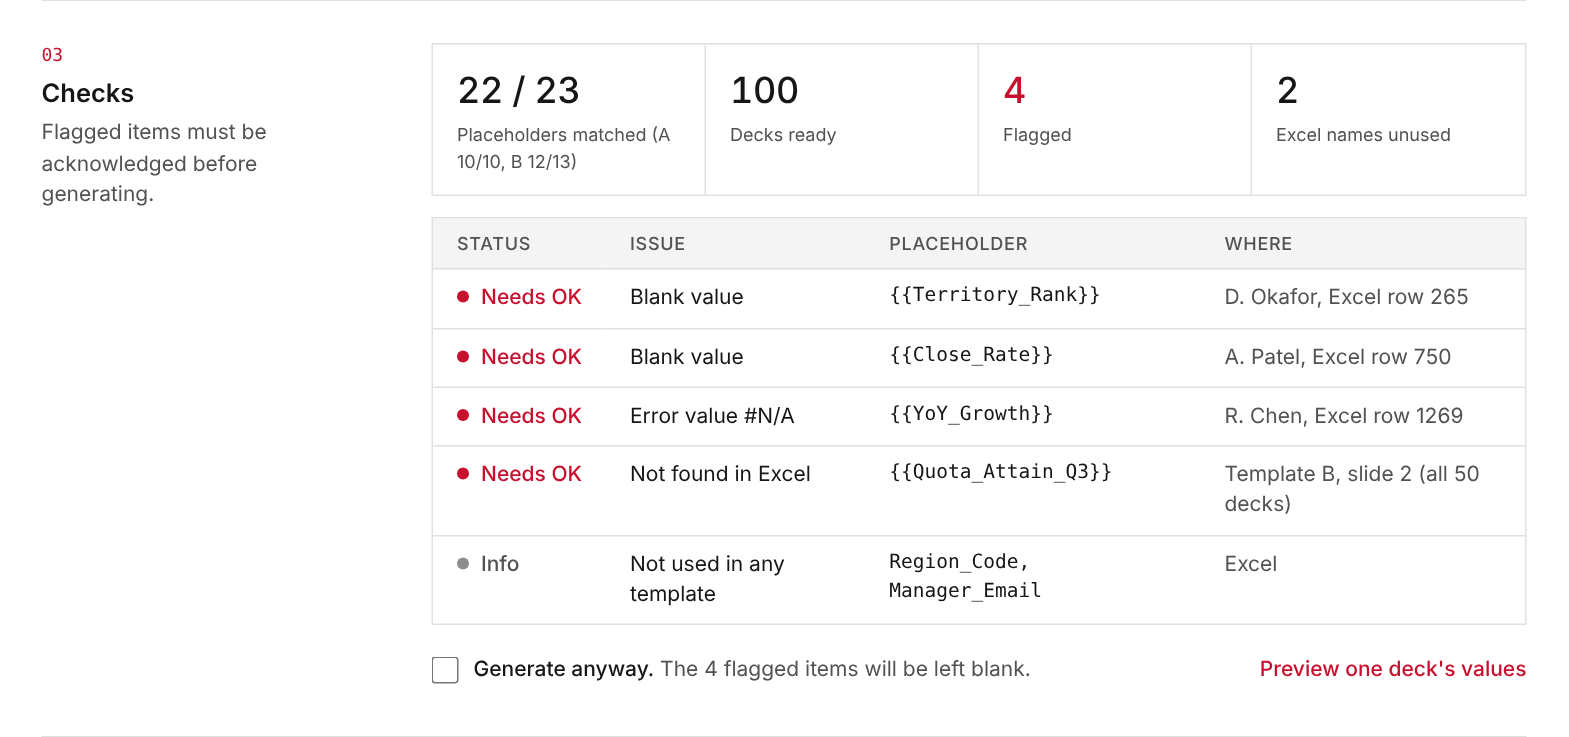 03
Checks
Flagged items must be
acknowledged before
generating.
22 / 23
Placeholders matched (A
10/10, B 12/13)
100
Decks ready
4
Flagged
2
Excel names unused
STATUS ISSUE PLACEHOLDER WHERE
Needs OK Blank value {{Territory_Rank}} D. Okafor, Excel row 265
Needs OK Blank value {{Close_Rate}} A. Patel, Excel row 750
Needs OK Error value #N/A {{YoY_Growth}} R. Chen, Excel row 1269
Needs OK Not found in Excel {{Quota_Attain_Q3}} Template B, slide 2 (all 50
decks)
Info Not used in any Region_Code, Excel
template Manager_Email
Generate anyway. The 4 flagged items will be left blank. Preview one deck's values